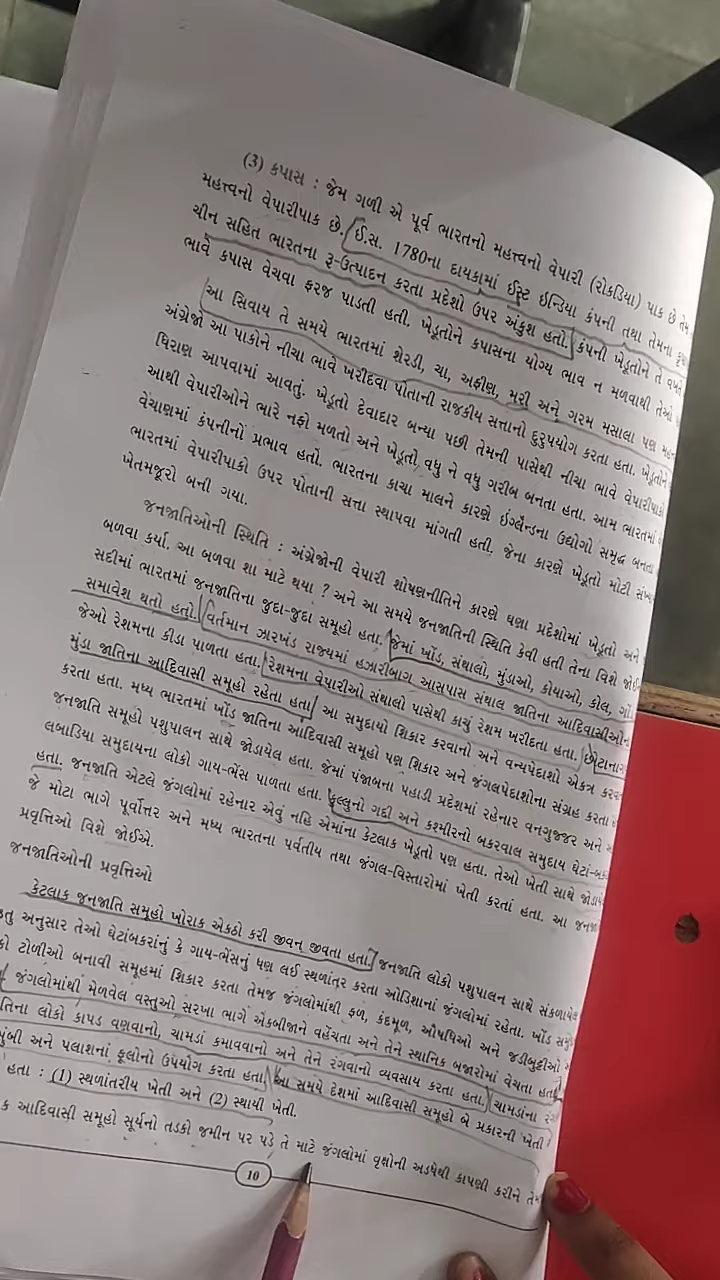 (3) કપાસ : જેમ ગળી એ પૂર્વ ભારતનો મહત્ત્વનો વેપારી (રોકડિયા) પાક છે તેમ
મહત્ત્વનો વેપારીપાક છે. ઈ.સ. 1780ના દાયકામાં ઈસ્ટ ઇન્ડિયા કંપની તથા તેમના
ચીન સહિત ભારતના રૂ-ઉત્પાદન કરતા પ્રદેશો ઉપર અંકુશ હતો. કંપની ખેડૂતોને તે વખતે
ભાવે કપાસ વેચવા ફરજ પાડતી હતી. ખેડૂતોને કપાસના યોગ્ય ભાવ ન મળવાથી તેઓ
આ સિવાય તે સમયે ભારતમાં શેરડી, ચા, અફીણ, મરી અને ગરમ મસાલા પણ
અંગ્રેજો આ પાકોને નીચા ભાવે ખરીદવા પોતાની રાજકીય સત્તાનો દુરુપયોગ કરતા હતા. ખેડૂતોને
ધિરાણ આપવામાં આવતું. ખેડૂતો દેવાદાર બન્યા પછી તેમની પાસેથી નીચા ભાવે વેપારીપાકો
આથી વેપારીઓને ભારે નફો મળતો અને ખેડૂતો વધુ ને વધુ ગરીબ બનતા હતા. આમ ભારતમાં
વેચાણમાં કંપનીનો પ્રભાવ હતો. ભારતના કાચા માલને કારણે ઇંગ્લૅન્ડના ઉદ્યોગો સમૃદ્ધ બનતા
ભારતમાં વેપારીપાકો ઉપર પોતાની સત્તા સ્થાપવા માંગતી હતી. જેના કારણે ખેડૂતો મોટી
ખેતમજૂરો બની ગયા.
જનજાતિઓની સ્થિતિ : અંગ્રેજોની વેપારી શોષણનીતિને કારણે ઘણા પ્રદેશોમાં ખેડૂતો અને
બળવા કર્યા. આ બળવા શા માટે થયા ? અને આ સમયે જનજાતિની સ્થિતિ કેવી હતી તેના વિશે
સદીમાં ભારતમાં જનજાતિના જુદા-જુદા સમૂહો હતા. જેમાં ખોંડ, સંથાલો, મુંડાઓ, કોયાઓ, કોલ,
સમાવેશ થતો હતો. વર્તમાન ઝારખંડ રાજ્યમાં હઝારીબાગ આસપાસ સંથાલ જાતિના આદિવાસીઓ
જેઓ રેશમના કીડા પાળતા હતા. રેશમના વેપારીઓ સંથાલો પાસેથી કાચું રેશમ ખરીદતા હતા.
મુંડા જાતિના આદિવાસી સમૂહો રહેતા હતા. આ સમુદાયો શિકાર કરવાનો અને વન્યપેદાશો એકત્ર
કરતા હતા. મધ્ય ભારતમાં ખોંડ જાતિના આદિવાસી સમૂહો પણ શિકાર અને જંગલપેદાશોના સંગ્રહ કરતા
જનજાતિ સમૂહો પશુપાલન સાથે જોડાયેલ હતા. જેમાં પંજાબના પહાડી પ્રદેશમાં રહેનાર વનગુજ્જર અને
લબાડિયા સમુદાયના લોકો ગાય-ભેંસ પાળતા હતા. કુલ્લુનો ગદ્દી અને કશ્મીરનો બકરવાલ સમુદાય
હતા. જનજાતિ એટલે જંગલોમાં રહેનાર એવું નહિ એમાંના કેટલાક ખેડૂતો પણ હતા. તેઓ ખેતી સાથે
જે મોટા ભાગે પૂર્વોત્તર અને મધ્ય ભારતના પર્વતીય તથા જંગલ-વિસ્તારોમાં ખેતી કરતાં હતા. આ
પ્રવૃત્તિઓ વિશે જોઈએ.
જનજાતિઓની પ્રવૃત્તિઓ
કેટલાક જનજાતિ સમૂહો ખોરાક એકઠો કરી જીવન જીવતા હતા. જનજાતિ લોકો પશુપાલન સાથે
અનુસાર તેઓ ઘેટાંબકરાંનું કે ગાય-ભેંસનું પણ લઈ સ્થળાંતર કરતા ઓડિશાનાં જંગલોમાં રહેતા. ખોંડ
ટોળીઓ બનાવી સમૂહમાં શિકાર કરતા તેમજ જંગલોમાંથી ફળ, કંદમૂળ, ઔષધિઓ અને જડીબુટ્ટીઓ
જંગલોમાંથી મેળવેલ વસ્તુઓ સરખા ભાગે એકબીજાને વહેંચતા અને તેને સ્થાનિક બજારોમાં વેચતા હતા
લોકો કાપડ વણવાનો, ચામડાં કમાવવાનો અને તેને રંગવાનો વ્યવસાય કરતા હતા. ચામડાંના
અને પલાશનાં ફૂલોનો ઉપયોગ કરતા હતા. આ સમયે દેશમાં આદિવાસી સમૂહો બે પ્રકારની ખેતી
હતા : (1) સ્થળાંતરીય ખેતી અને (2) સ્થાયી ખેતી.
આદિવાસી સમૂહો સૂર્યનો તડકો જમીન પર પડે તે માટે જંગલોમાં વૃક્ષોની અડધેથી કાપણી કરીને
10